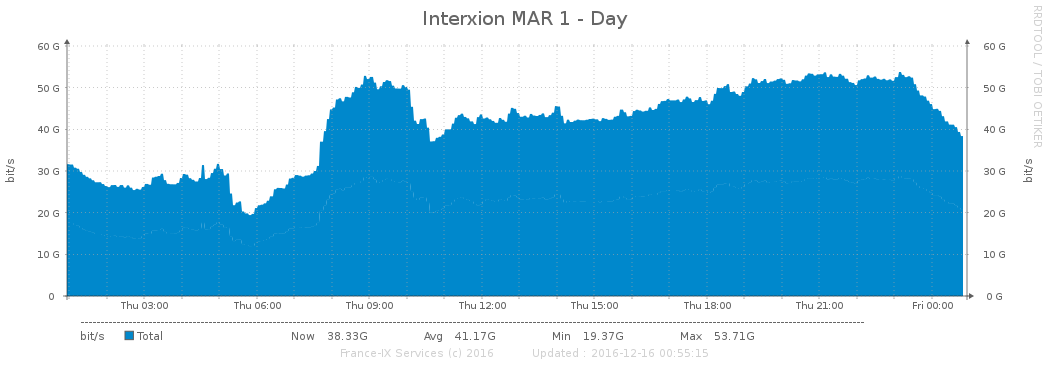 Interxion MAR 1 - Day
RRDTOOL / TOBI OETIKER
bit/s
bit/s
60 G 60 G
50 G 50 G
40 G 40 G
30 G 30 G
20 G 20 G
10 G 10 G
0 0 G
Thu 03:00 Thu 06:00 Thu 09:00 Thu 12:00 Thu 15:00 Thu 18:00 Thu 21:00 Fri 00:00
bit/s Total Now 38.33G Avg 41.17G Min 19.37G Max 53.71G
France-IX Services (c) 2016 Updated : 2016-12-16 00:55:15